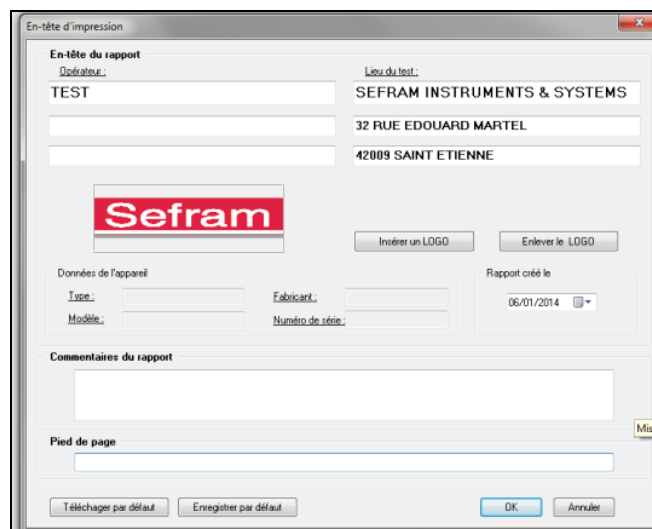 En-tête d'impression
En-tête du rapport
Opérateur :
Lieu du test :
TEST
SEFRAM INSTRUMENTS & SYSTEMS
32 RUE EDOUARD MARTEL
42009 SAINT ETIENNE
Sefram
Insérer un LOGO
Enlever le LOGO
Données de l'appareil
Rapport créé le
Type :
Fabricant :
06/01/2014
Modèle :
Numéro de série :
Commentaires du rapport
Mis
Pied de page
Téléchager par défaut
Enregistrer par défaut
OK
Annuler